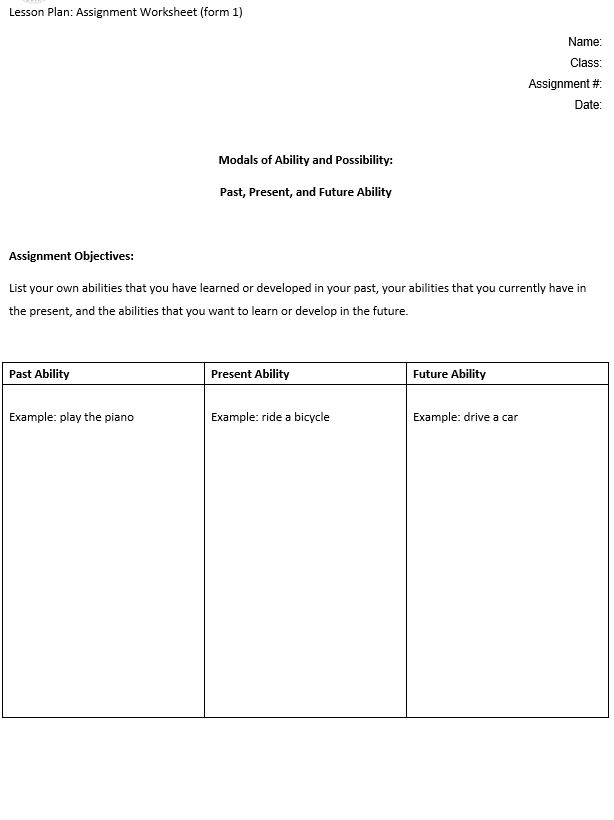 Lesson Plan: Assignment Worksheet (form 1)
Name:
Class:
Assignment #:
Date:
Modals of Ability and Possibility:
Past, Present, and Future Ability
Assignment Objectives:
List your own abilities that you have learned or developed in your past, your abilities that you currently have in
the present, and the abilities that you want to learn or develop in the future.
Past Ability
Present Ability
Future Ability
Example: play the piano
Example: ride a bicycle
Example: drive a car